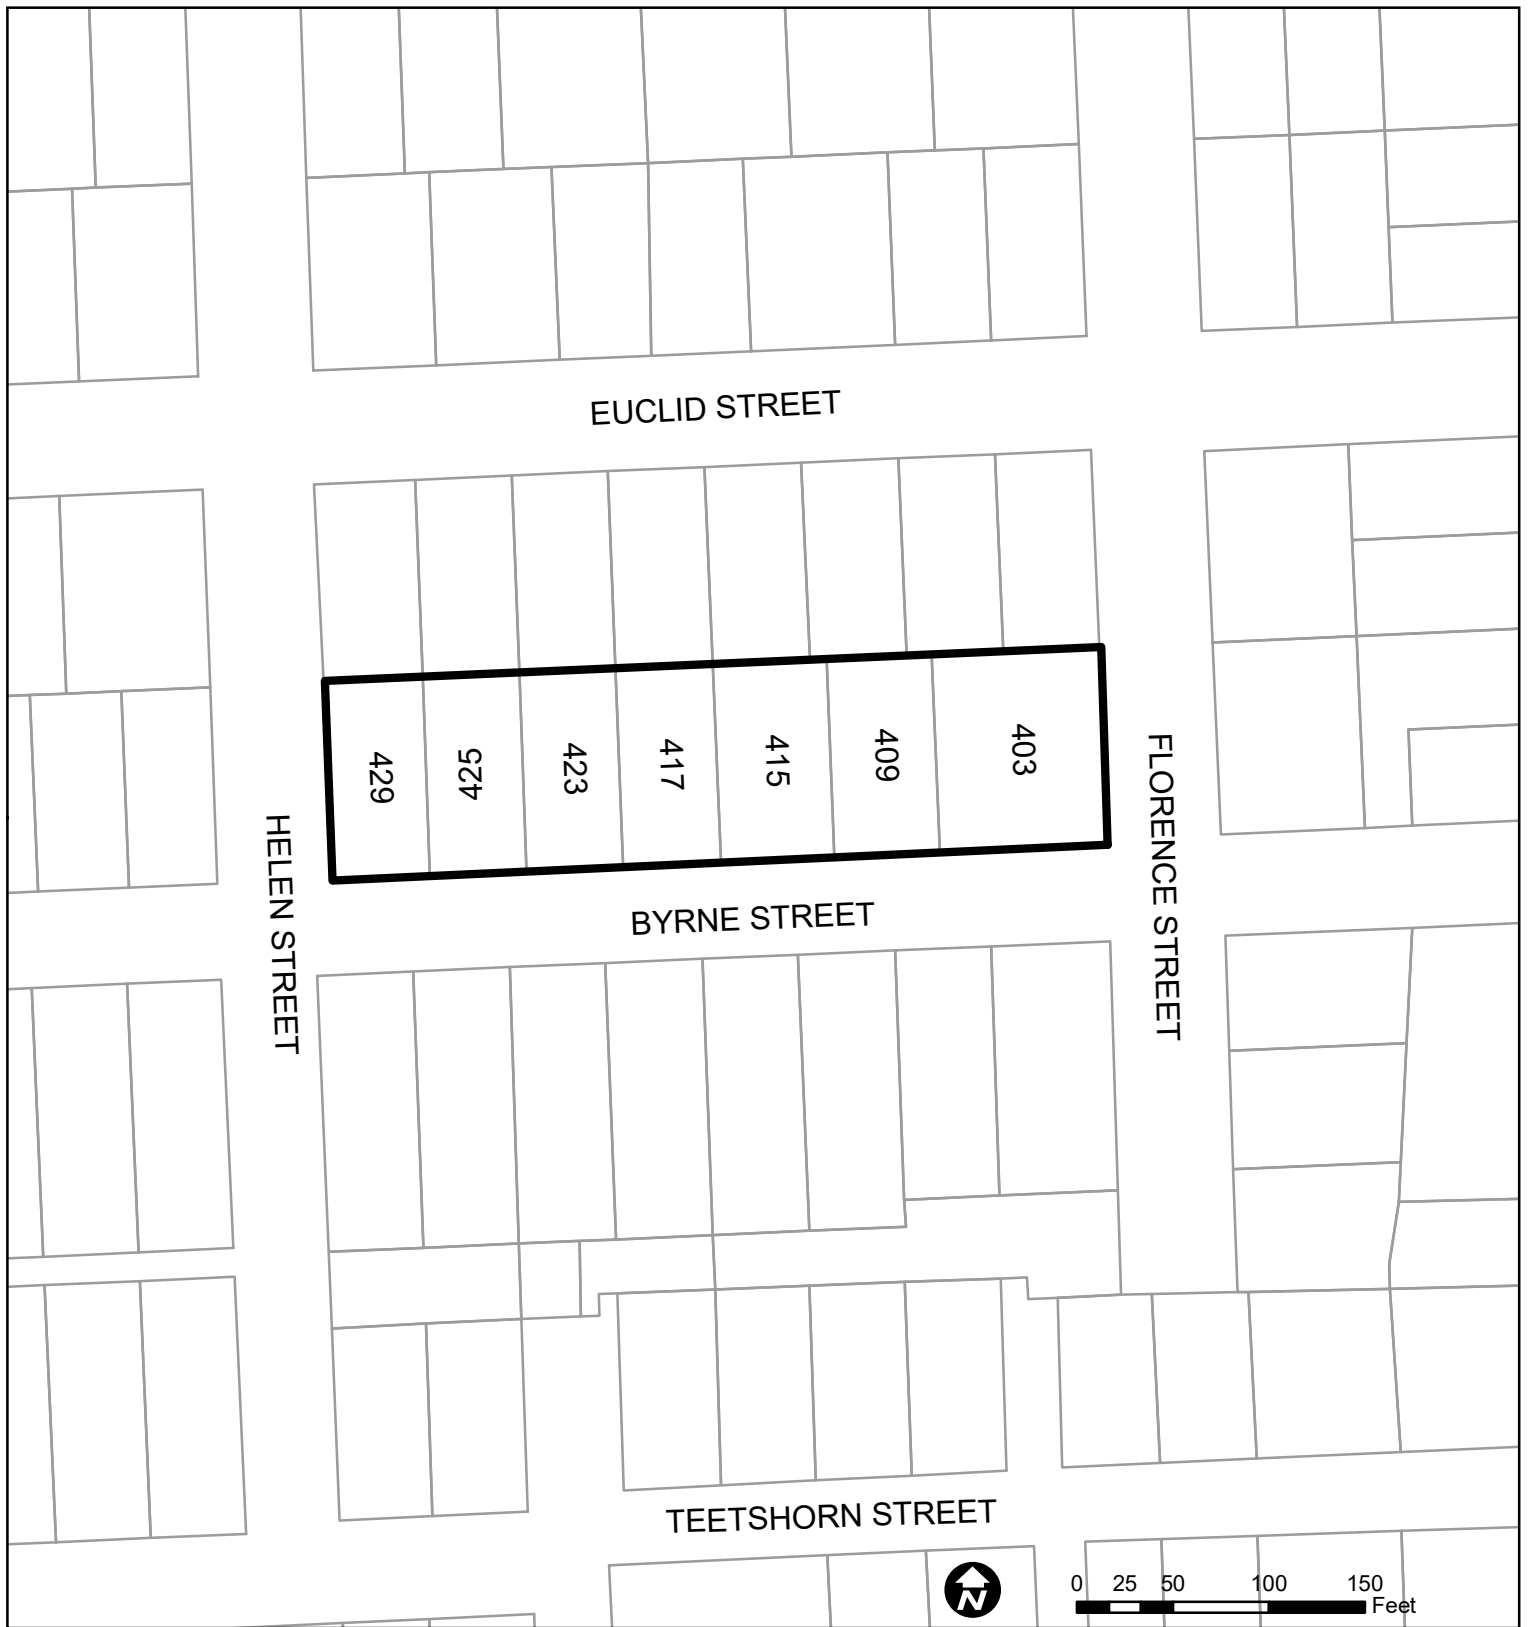 EUCLID STREET
429
425
423
417
415
409
403
HELEN STREET
FLORENCE STREET
BYRNE STREET
TEETSHORN STREET
N
0 25 50 100 150
Feet